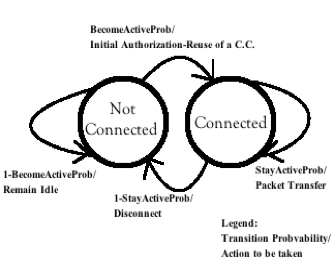 BecomeActiveProb/
Initial Authorization-Reuse of a C.C.
Not
Connected
Connected
1-BecomeActiveProb/
Remain Idle
StayActiveProb/
Packet Transfer
1-StayActiveProb/
Disconnect
Legend:
Transition Probvability/
Action to be taken